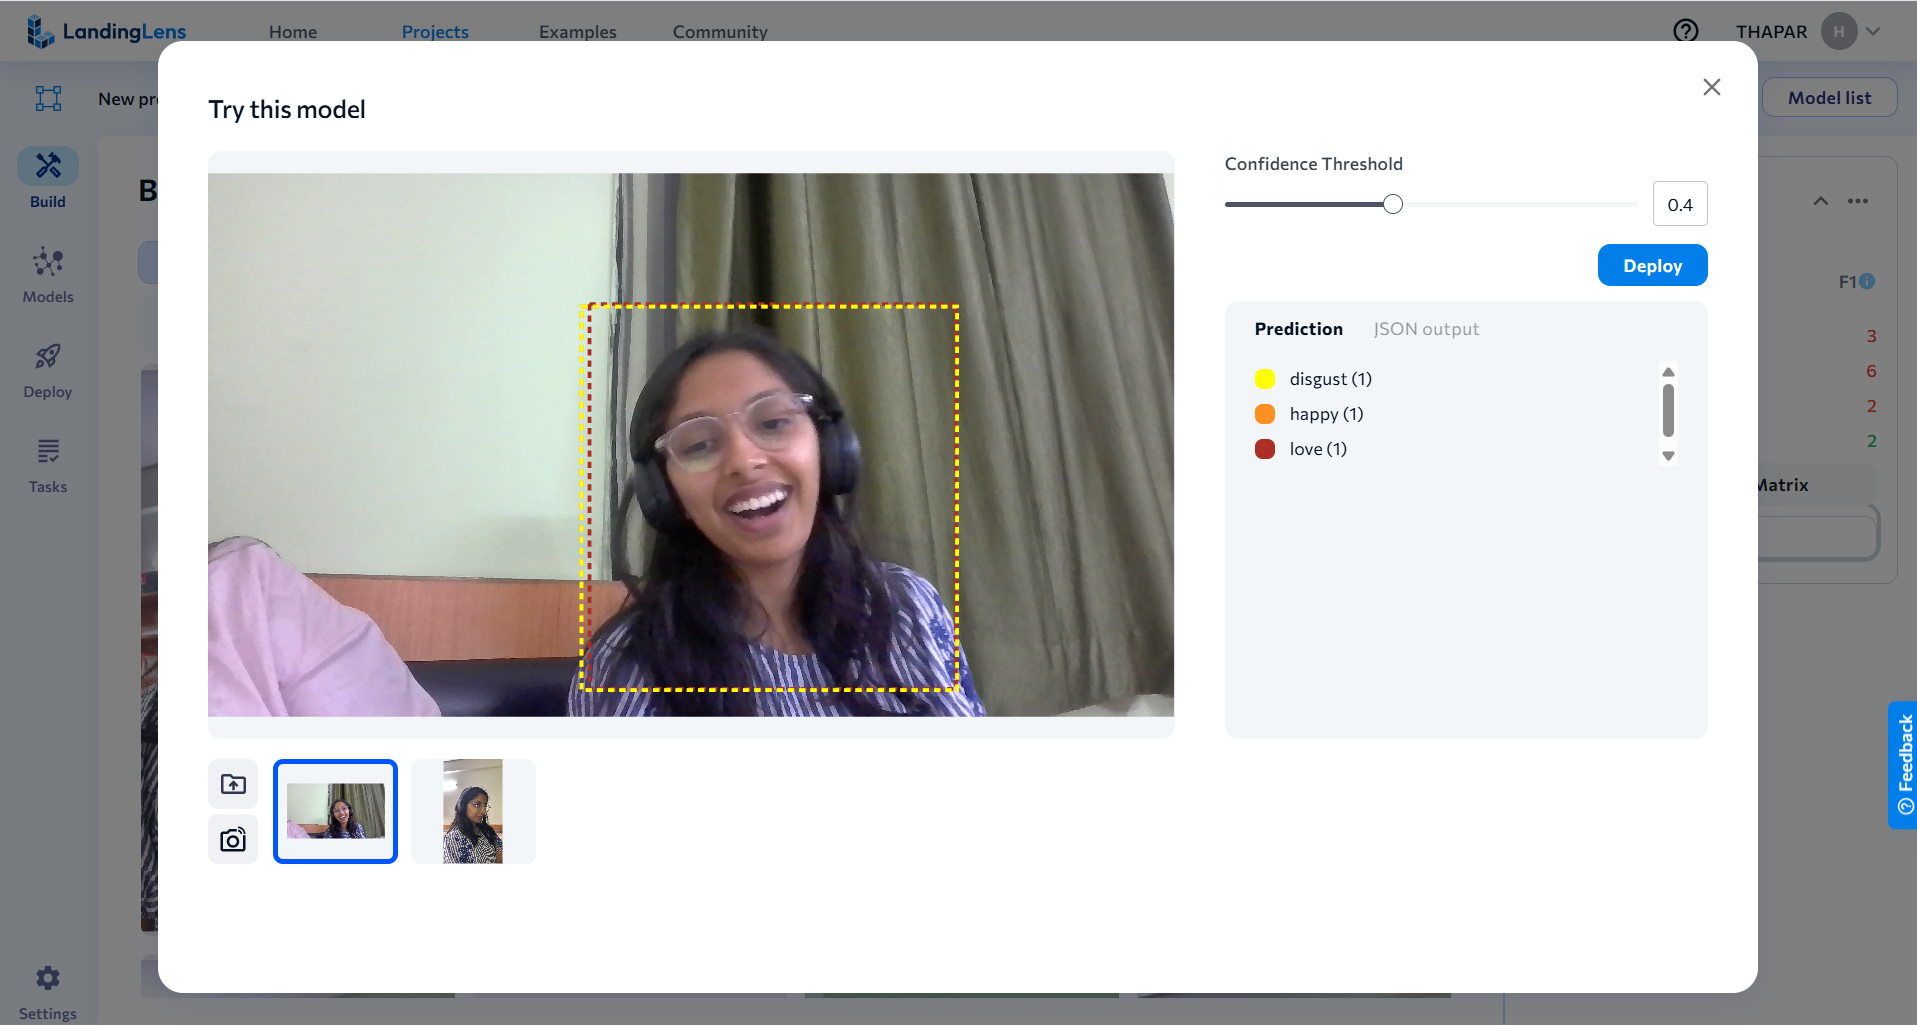 LandingLens
Home
Projects
Examples
Community
THAPAR
H
New pr
Model list
Try this model
Build
Models
Deploy
Tasks
Settings
B
Confidence Threshold
0.4
Deploy
Prediction
JSON output
disgust (1)
happy (1)
love (1)
F1
3
6
2
2
Matrix
Feedback